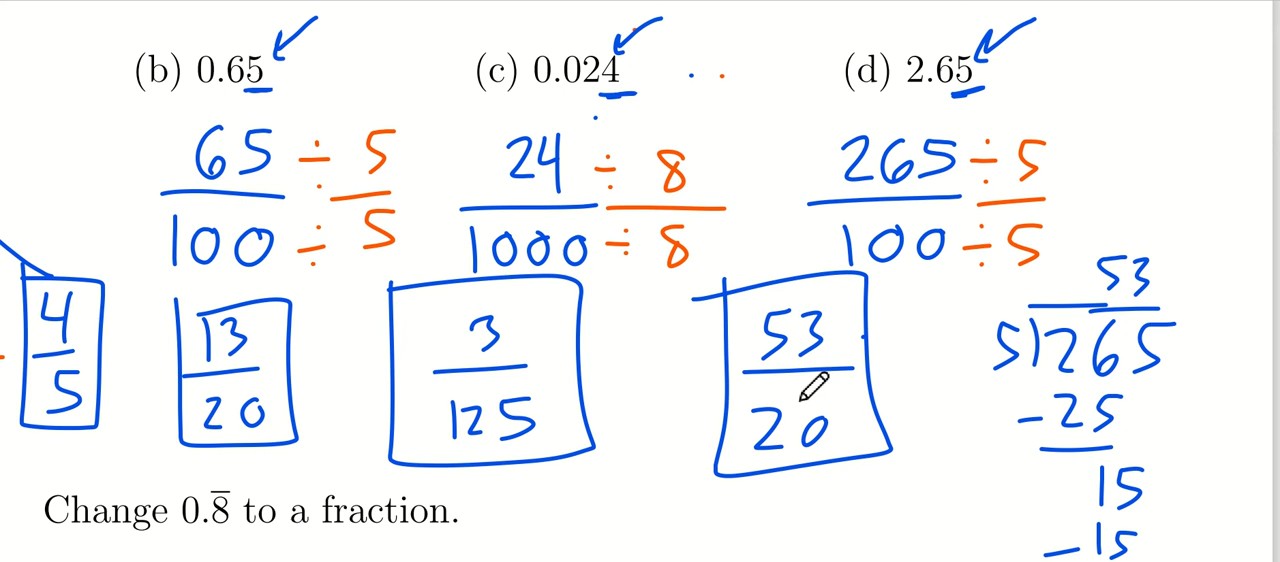 (b) 0.65 (c) 0.024 (d) 2.65
65 ÷ 5 24 ÷ 8 265 ÷ 5
100 ÷ 5 1000 ÷ 8 100 ÷ 5
53
4 13 3 53 5)265
5 20 125 20 -25
15
-15
Change 0.8̅ to a fraction.